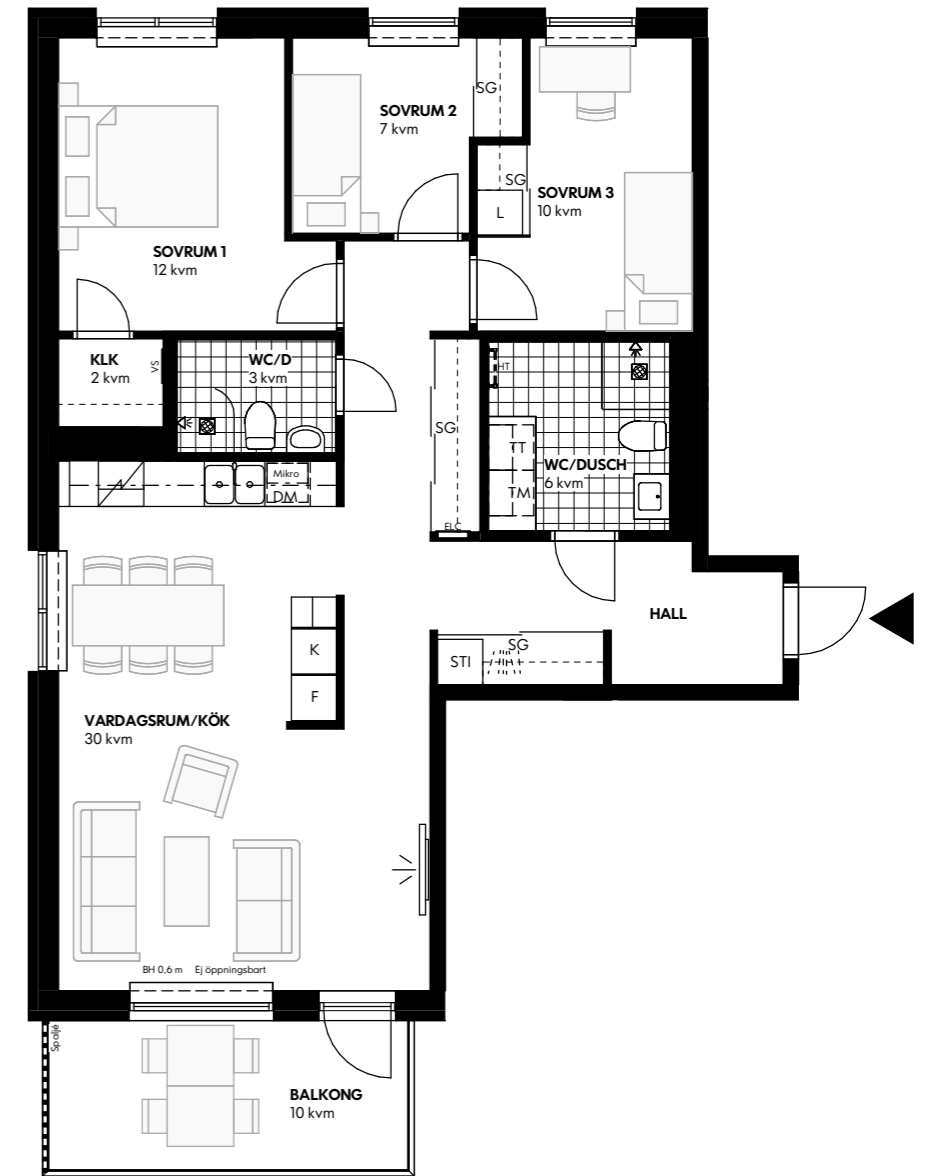 SG
SOVRUM 2
7 kvm
SG
SOVRUM 3
10 kvm
L
SOVRUM 1
12 kvm
KLK
2 kvm
VS
WC/D
3 kvm
HT
SG
TT
WC/DUSCH
6 kvm
TM
Mikro
DM
ELC
HALL
K
SG
STI
F
VARDAGSRUM/KÖK
30 kvm
BH 0,6 m Ej öppningsbart
Spaljé
BALKONG
10 kvm